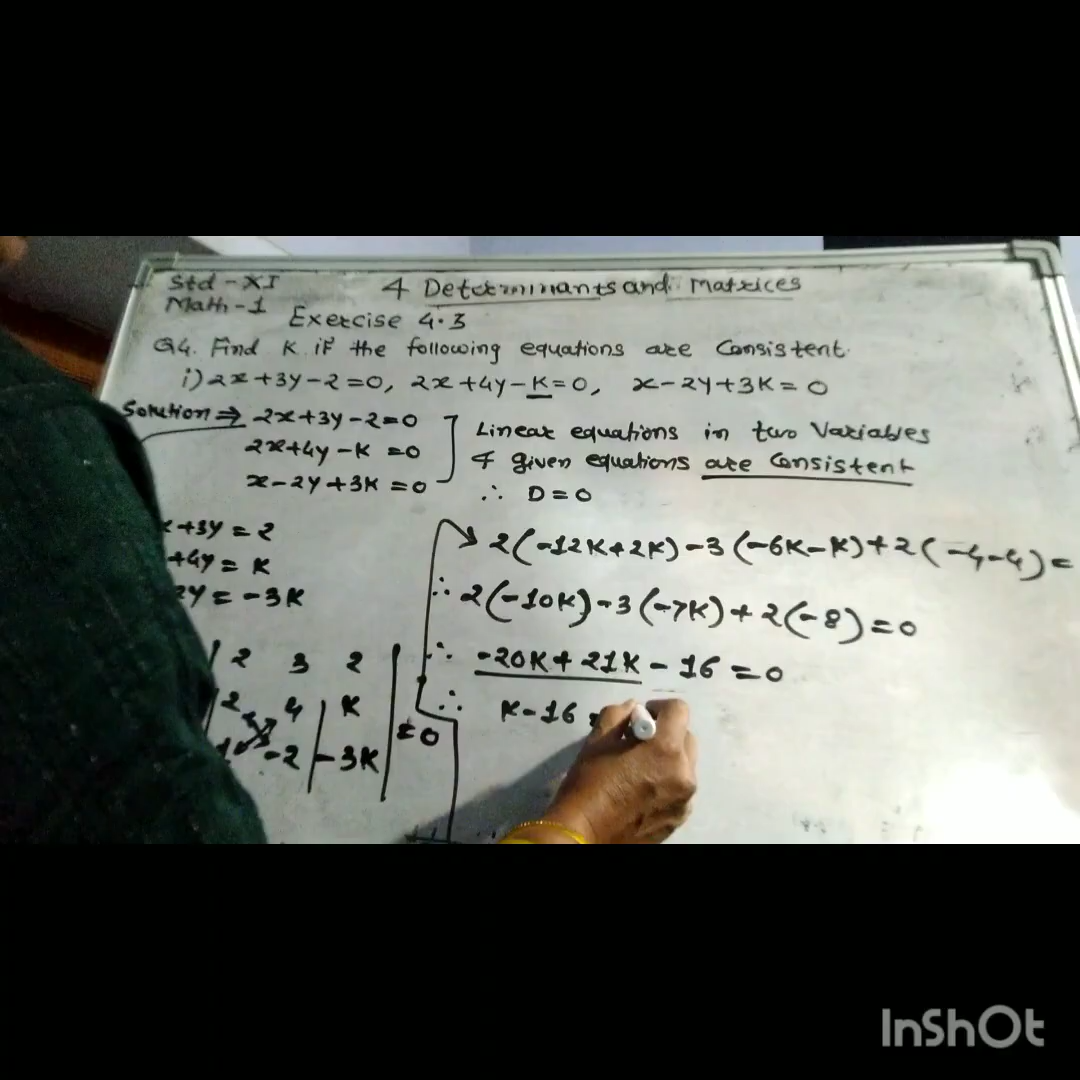 Std - XI
4 Determinants and Matrices
Math - 1
Exercise 4.3
Q4. Find K if the following equations are Consistent.
i) 2x+3y-2=0, 2x+4y-K=0, x-2y+3K=0
Solution ⇒ 2x+3y-2=0
2x+4y-K=0
x-2y+3K=0
Linear equations in two Variables
& given equations are Consistent
∴ D=0
x+3y=2
+4y=K
2y=-3K
2 3 2
2 4 K
1 -2 -3K
=0
2(-12K+2K)-3(-6K-K)+2(-4-4)=
∴ 2(-10K)-3(-7K)+2(-8)=0
∴ -20K+21K-16=0
∴ K-16=
InShOt